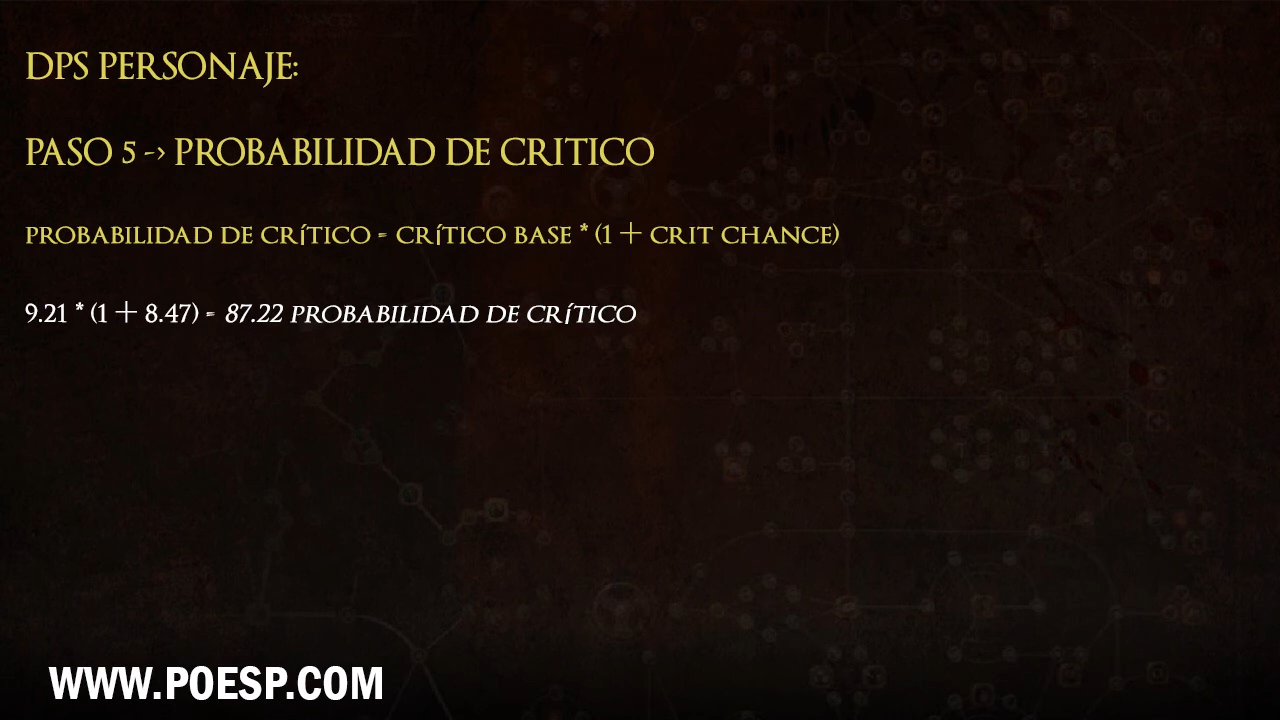 DPS PERSONAJE:
PASO 5 -> PROBABILIDAD DE CRITICO
PROBABILIDAD DE CRÍTICO = CRÍTICO BASE * (1 + CRIT CHANCE)
9.21 * (1 + 8.47) = 87.22 PROBABILIDAD DE CRÍTICO
WWW.POESP.COM